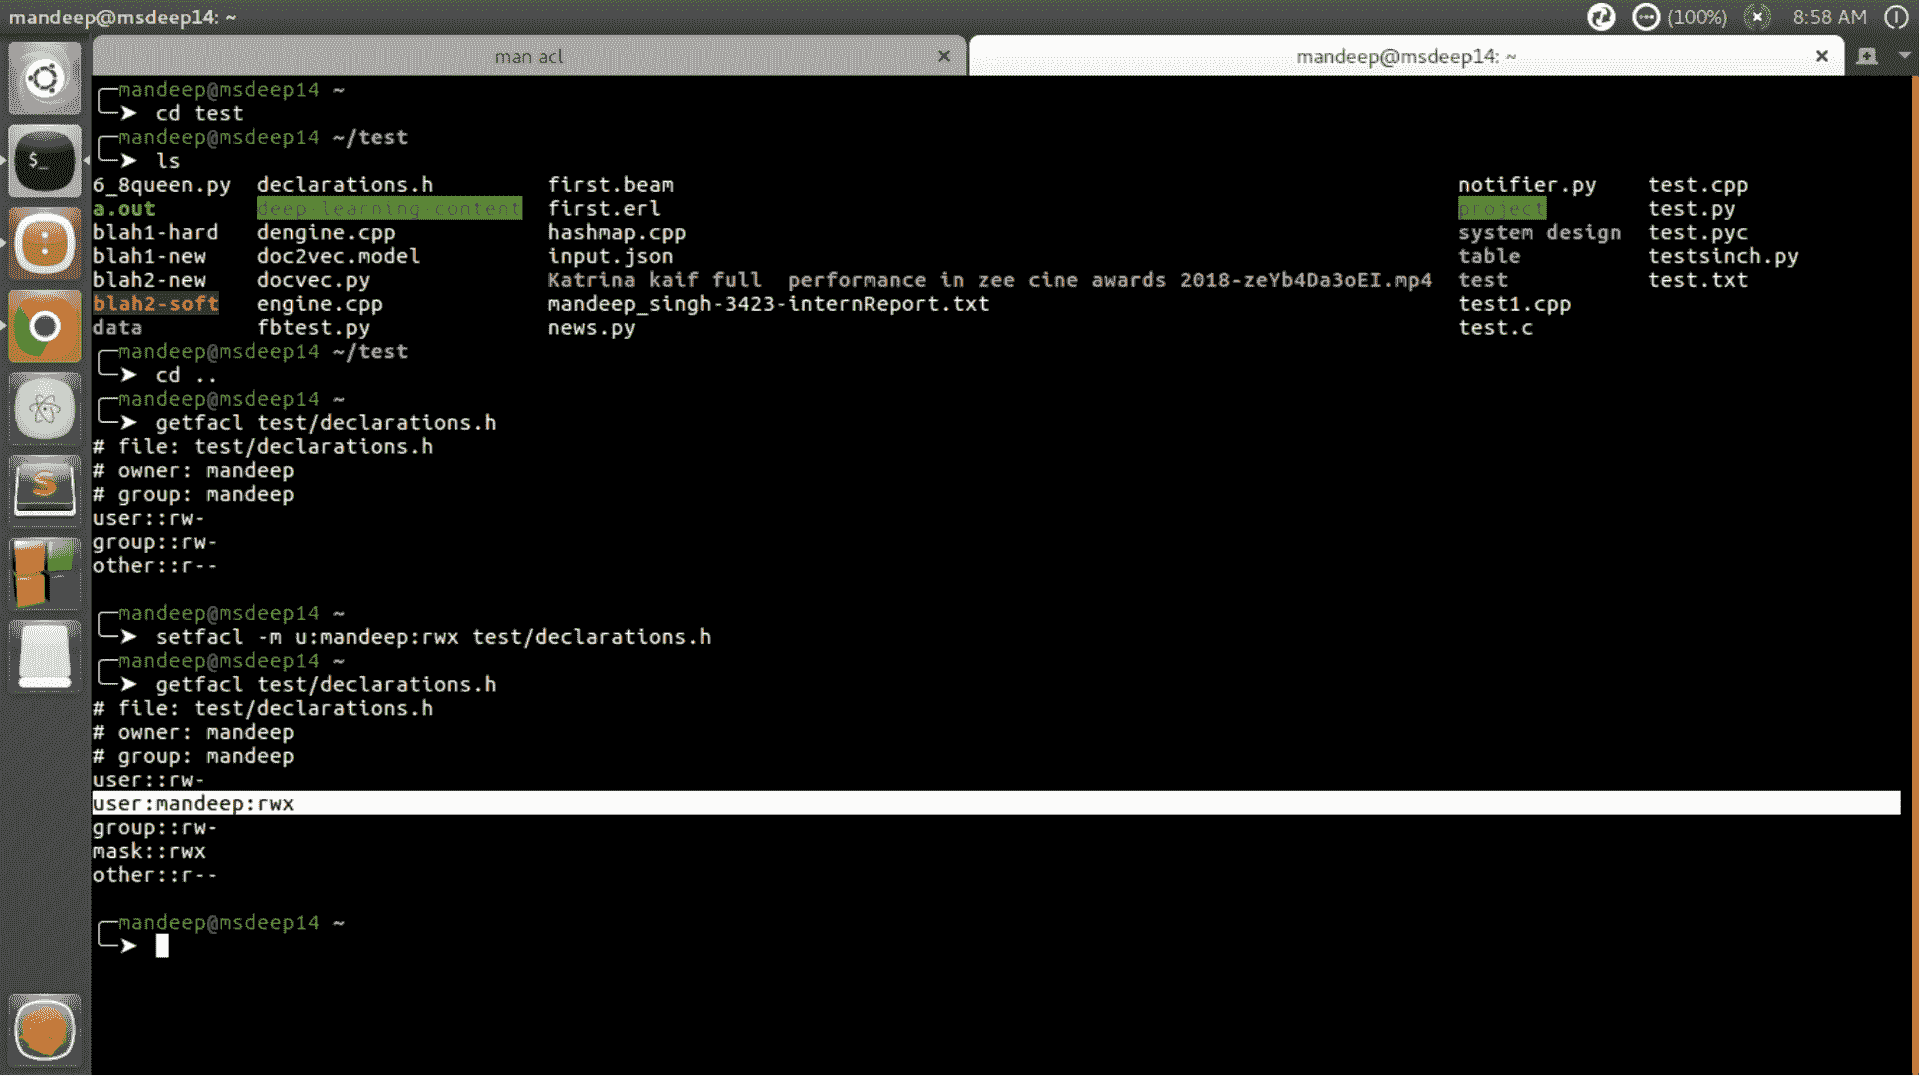 mandeep@msdeep14: ~ (100%) 8:58 AM
man acl mandeep@msdeep14: ~
mandeep@msdeep14 ~
cd test
mandeep@msdeep14 ~/test
ls
6_8queen.py declarations.h first.beam notifier.py test.cpp
a.out deep learning content first.erl project test.py
blah1-hard dengine.cpp hashmap.cpp system design test.pyc
blah1-new doc2vec.model input.json table testsinch.py
blah2-new docvec.py Katrina kaif full  performance in zee cine awards 2018-zeYb4Da3oEI.mp4 test test.txt
blah2-soft engine.cpp mandeep_singh-3423-internReport.txt test1.cpp
data fbtest.py news.py test.c
mandeep@msdeep14 ~/test
cd ..
mandeep@msdeep14 ~
getfacl test/declarations.h
# file: test/declarations.h
# owner: mandeep
# group: mandeep
user::rw-
group::rw-
other::r--
mandeep@msdeep14 ~
setfacl -m u:mandeep:rwx test/declarations.h
mandeep@msdeep14 ~
getfacl test/declarations.h
# file: test/declarations.h
# owner: mandeep
# group: mandeep
user::rw-
user:mandeep:rwx
group::rw-
mask::rwx
other::r--
mandeep@msdeep14 ~